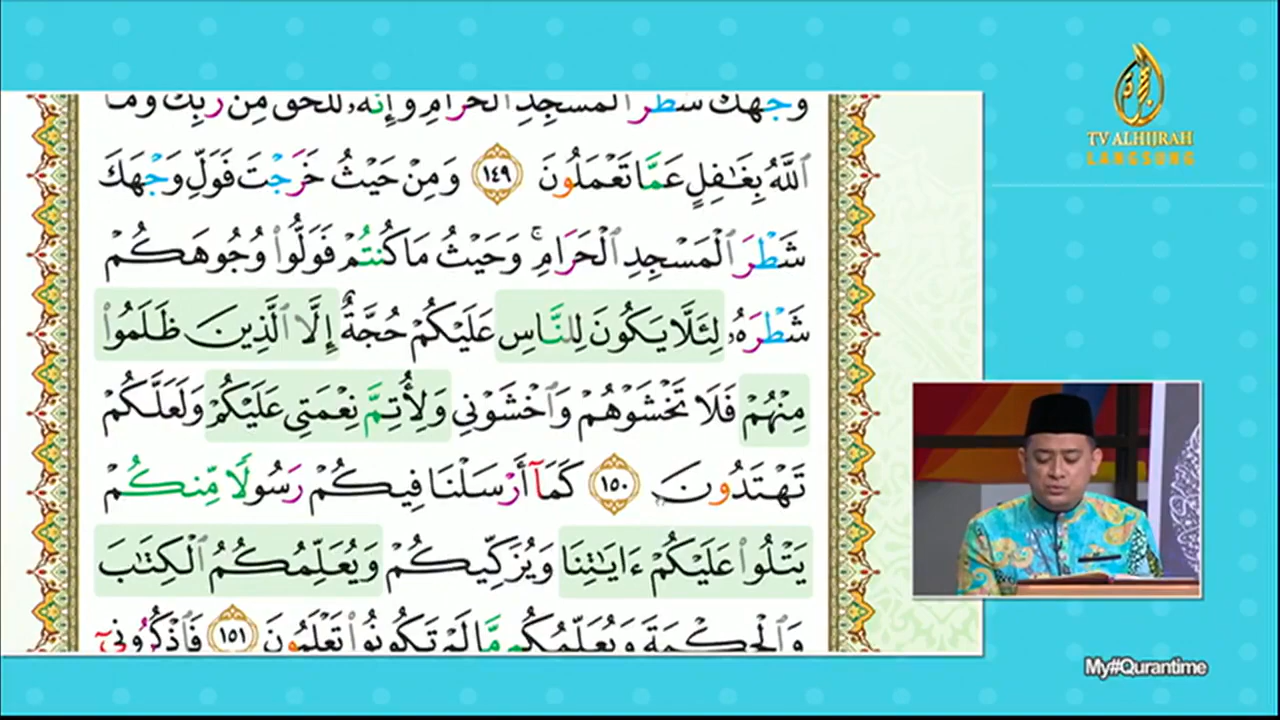 وَجْهَكَ شَطْرَ ٱلْمَسْجِدِ ٱلْحَرَامِ وَإِنَّهُۥ لَلْحَقُّ مِن رَّبِّكَ وَمَا
ٱللَّهُ بِغَٰفِلٍ عَمَّا تَعْمَلُونَ ١٤٩ وَمِنْ حَيْثُ خَرَجْتَ فَوَلِّ وَجْهَكَ
شَطْرَ ٱلْمَسْجِدِ ٱلْحَرَامِ ۚ وَحَيْثُ مَا كُنتُمْ فَوَلُّوا۟ وُجُوهَكُمْ
شَطْرَهُۥ لِئَلَّا يَكُونَ لِلنَّاسِ عَلَيْكُمْ حُجَّةٌ إِلَّا ٱلَّذِينَ ظَلَمُوا۟
مِنْهُمْ فَلَا تَخْشَوْهُمْ وَٱخْشَوْنِى وَلِأُتِمَّ نِعْمَتِى عَلَيْكُمْ وَلَعَلَّكُمْ
تَهْتَدُونَ ١٥٠ كَمَآ أَرْسَلْنَا فِيكُمْ رَسُولًا مِّنكُمْ
يَتْلُوا۟ عَلَيْكُمْ ءَايَٰتِنَا وَيُزَكِّيكُمْ وَيُعَلِّمُكُمُ ٱلْكِتَٰبَ
وَٱلْحِكْمَةَ وَيُعَلِّمُكُم مَّا لَمْ تَكُونُوا۟ تَعْلَمُونَ ١٥١ فَٱذْكُرُونِىٓ
TV ALHIJRAH
LANGSUNG
My#Qurantime